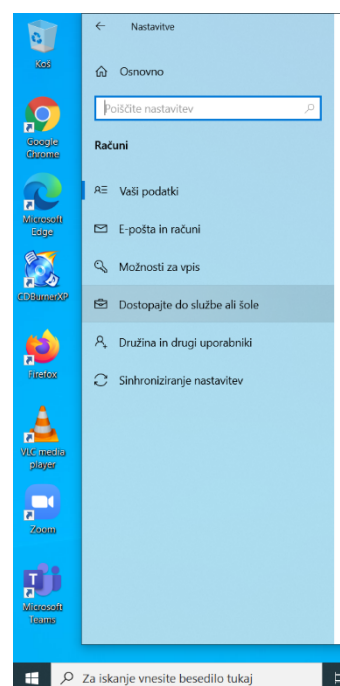 Koš
Google
Chrome
Microsoft
Edge
CDBurnerXP
Firefox
VLC media
player
Zoom
Microsoft
Teams
Nastavitve
Osnovno
Poiščite nastavitev
Računi
Vaši podatki
E-pošta in računi
Možnosti za vpis
Dostopajte do službe ali šole
Družina in drugi uporabniki
Sinhroniziranje nastavitev
Za iskanje vnesite besedilo tukaj